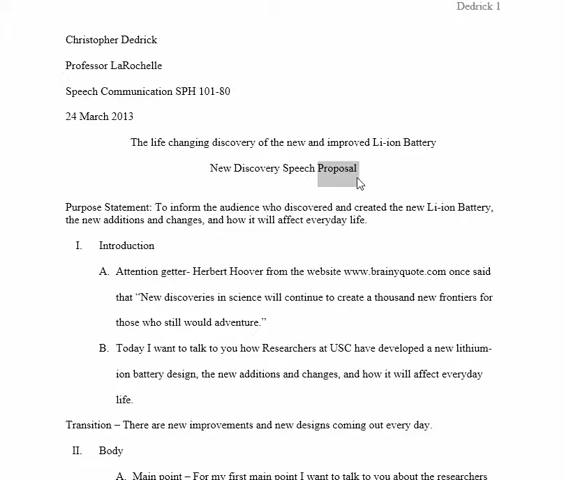 Dedrick 1
Christopher Dedrick
Professor LaRochelle
Speech Communication SPH 101-80
24 March 2013
The life changing discovery of the new and improved Li-ion Battery
New Discovery Speech Proposal
Purpose Statement: To inform the audience who discovered and created the new Li-ion Battery,
the new additions and changes, and how it will affect everyday life.
I. Introduction
A. Attention getter- Herbert Hoover from the website www.brainyquote.com once said
that “New discoveries in science will continue to create a thousand new frontiers for
those who still would adventure.”
B. Today I want to talk to you how Researchers at USC have developed a new lithium-
ion battery design, the new additions and changes, and how it will affect everyday
life.
Transition – There are new improvements and new designs coming out every day.
II. Body
A. Main point – For my first main point I want to talk to you about the researchers